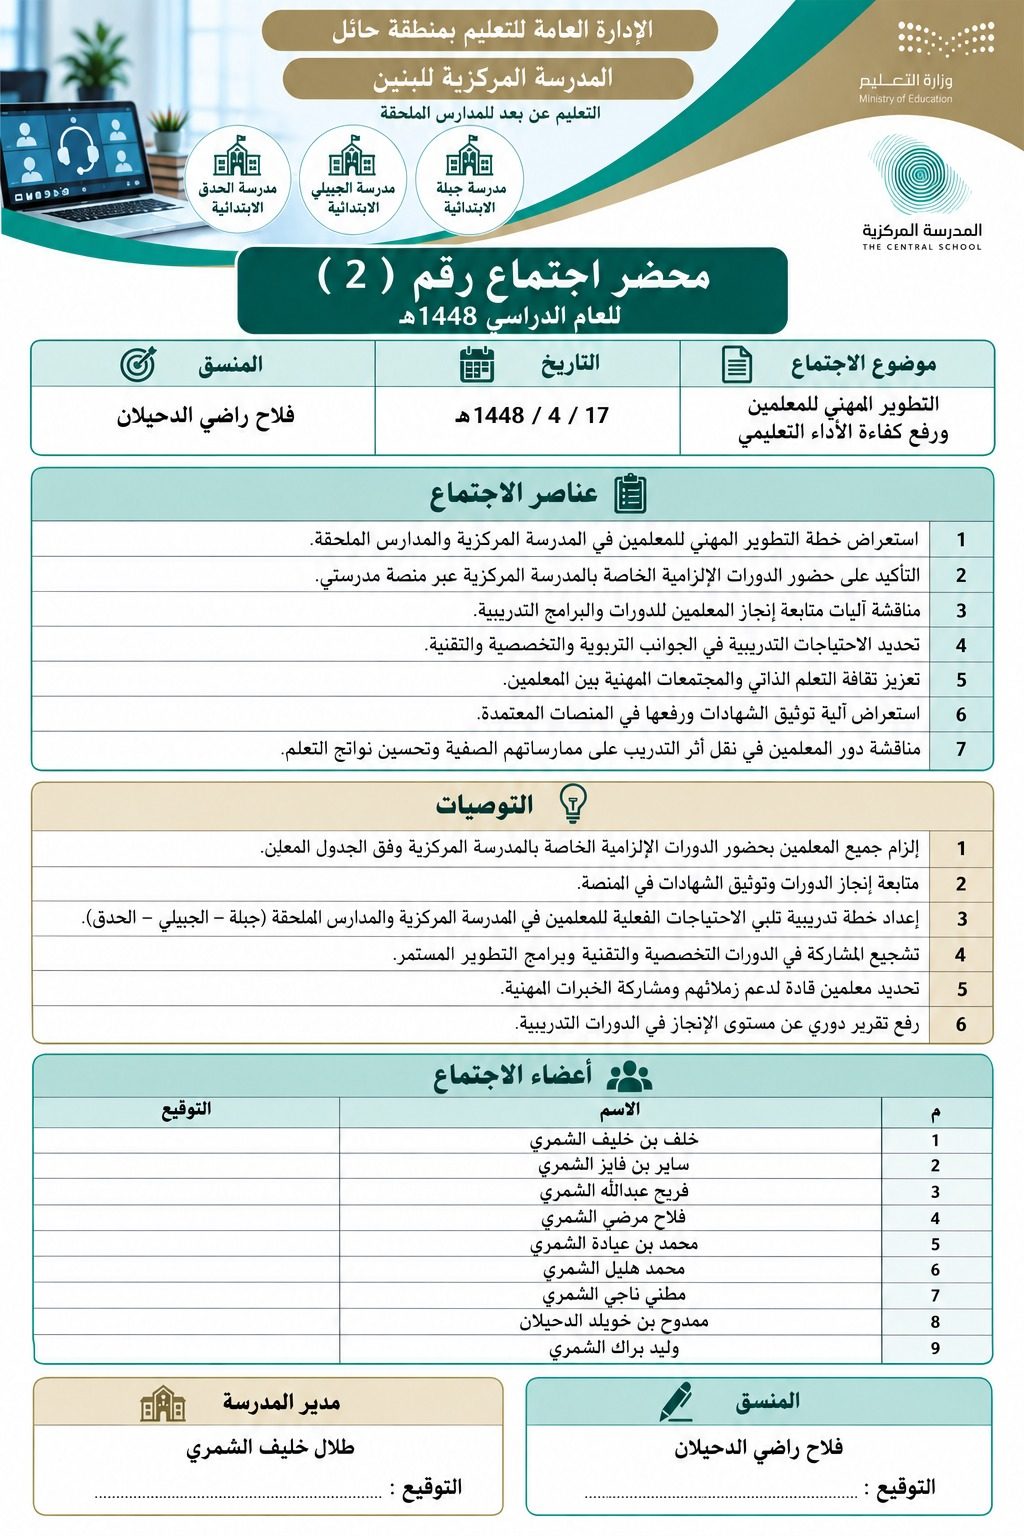 الإدارة العامة للتعليم بمنطقة حائل
المدرسة المركزية للبنين
التعليم عن بعد للمدارس الملحقة
مدرسة جبلة
الابتدائية
مدرسة الجبيلي
الابتدائية
مدرسة الحدق
الابتدائية
وزارة التعليم
Ministry of Education
المدرسة المركزية
THE CENTRAL SCHOOL
محضر اجتماع رقم ( 2 )
للعام الدراسي 1448هـ
موضوع الاجتماع
التاريخ
المنسق
التطوير المهني للمعلمين
ورفع كفاءة الأداء التعليمي
17 / 4 / 1448هـ
فلاح راضي الدحيلان
عناصر الاجتماع
1 استعراض خطة التطوير المهني للمعلمين في المدرسة المركزية والمدارس الملحقة.
2 التأكيد على حضور الدورات الإلزامية الخاصة بالمدرسة المركزية عبر منصة مدرستي.
3 مناقشة آليات متابعة إنجاز المعلمين للدورات والبرامج التدريبية.
4 تحديد الاحتياجات التدريبية في الجوانب التربوية والتخصصية والتقنية.
5 تعزيز ثقافة التعلم الذاتي والمجتمعات المهنية بين المعلمين.
6 استعراض آلية توثيق الشهادات ورفعها في المنصات المعتمدة.
7 مناقشة دور المعلمين في نقل أثر التدريب على ممارساتهم الصفية وتحسين نواتج التعلم.
التوصيات
1 إلزام جميع المعلمين بحضور الدورات الإلزامية الخاصة بالمدرسة المركزية وفق الجدول المعلن.
2 متابعة إنجاز الدورات وتوثيق الشهادات في المنصة.
3 إعداد خطة تدريبية تلبي الاحتياجات الفعلية للمعلمين في المدرسة المركزية والمدارس الملحقة (جبلة – الجبيلي – الحدق).
4 تشجيع المشاركة في الدورات التخصصية والتقنية وبرامج التطوير المستمر.
5 تحديد معلمين قادة لدعم زملائهم ومشاركة الخبرات المهنية.
6 رفع تقرير دوري عن مستوى الإنجاز في الدورات التدريبية.
أعضاء الاجتماع
م الاسم التوقيع
1 خلف بن خليف الشمري
2 ساير بن فايز الشمري
3 فريح عبدالله الشمري
4 فلاح مرضي الشمري
5 محمد بن عيادة الشمري
6 محمد هليل الشمري
7 مطني ناجي الشمري
8 ممدوح بن خويلد الدحيلان
9 وليد براك الشمري
المنسق
فلاح راضي الدحيلان
التوقيع :
مدير المدرسة
طلال خليف الشمري
التوقيع :